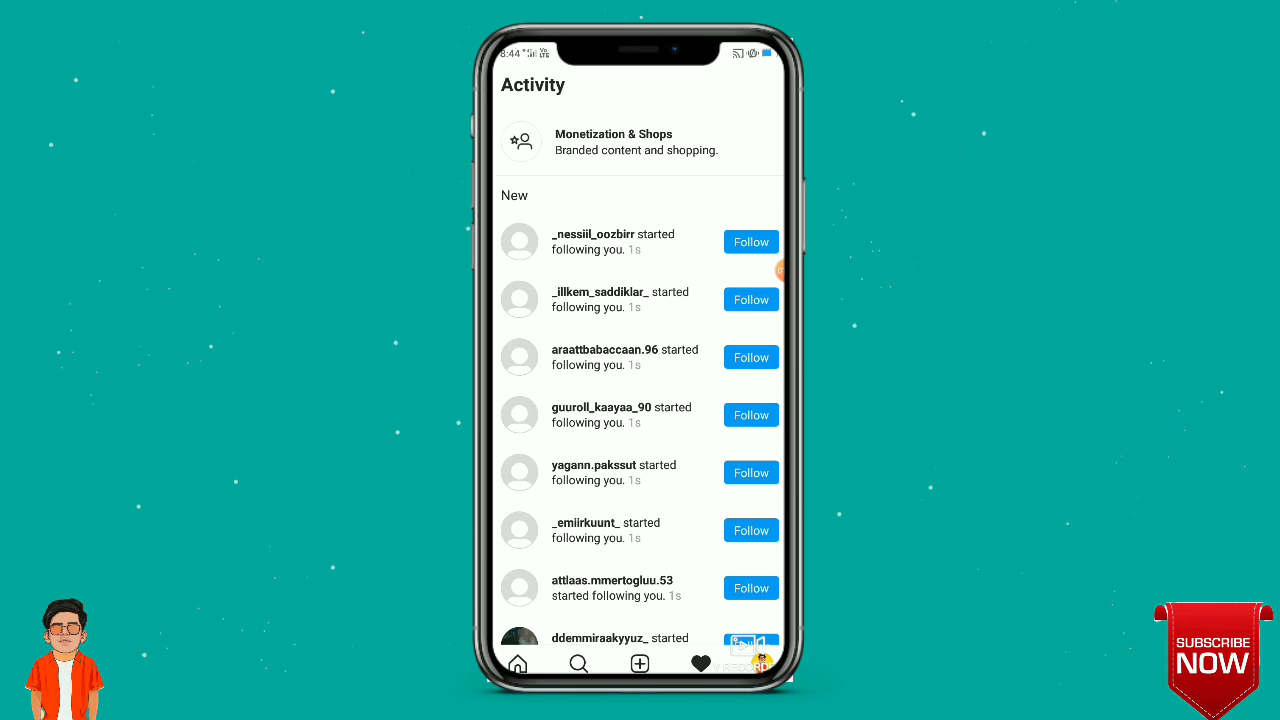 8:44
Activity
Monetization & Shops
Branded content and shopping.
New
_nessiil_oozbirr started
following you. 1s
Follow
_illkem_saddiklar_ started
following you. 1s
Follow
araattbabaccaan.96 started
following you. 1s
Follow
guuroll_kaayaa_90 started
following you. 1s
Follow
yagann.pakssut started
following you. 1s
Follow
_emiirkuunt_ started
following you. 1s
Follow
attlaas.mmertogluu.53
started following you. 1s
Follow
ddemmiraakyyuz_ started
SUBSCRIBE
NOW